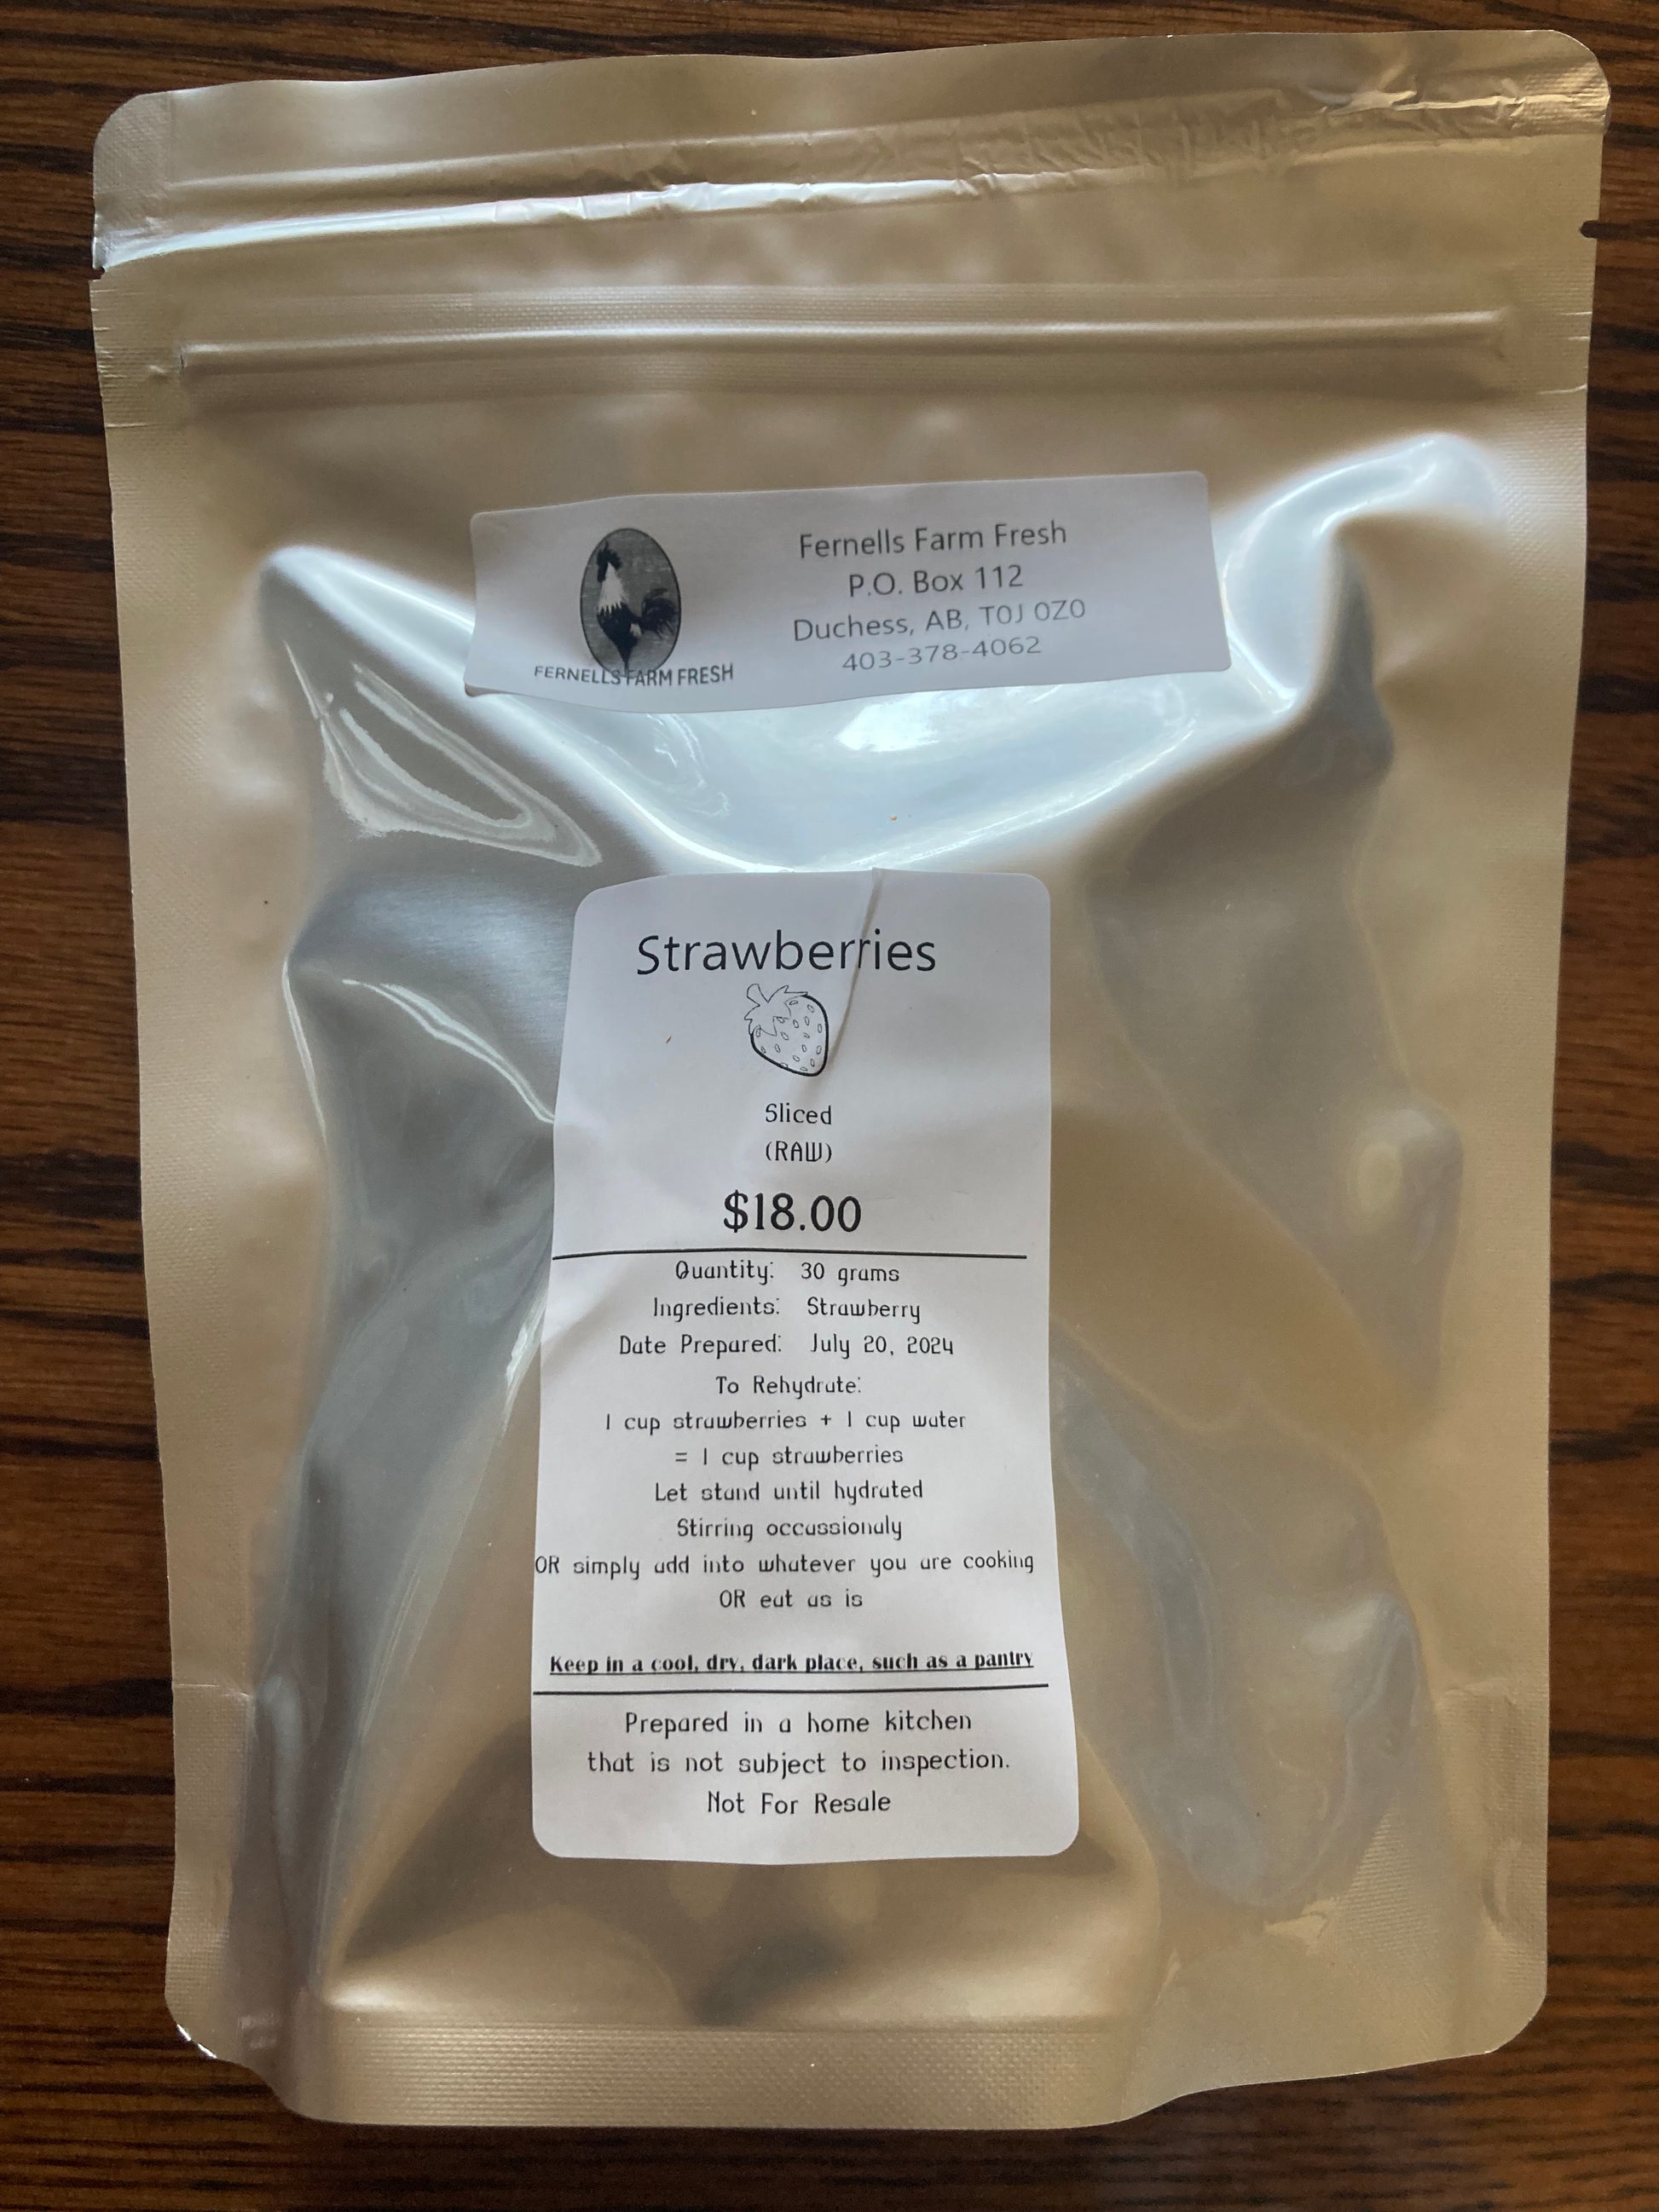 Fernells Farm Fresh
P.O. Box 112
Duchess, AB, T0J 0Z0
403-378-4062
FERNELLS FARM FRESH
Strawberries
Sliced
(RAW)
$18.00
Quantity: 30 grams
Ingredients: Strawberry
Date Prepared: July 20, 2024
To Rehydrate:
1 cup strawberries + 1 cup water
= 1 cup strawberries
Let stand until hydrated
Stirring occassionaly
OR simply add into whatever you are cooking
OR eat as is
Keep in a cool, dry, dark place, such as a pantry
Prepared in a home kitchen
that is not subject to inspection.
Not For Resale